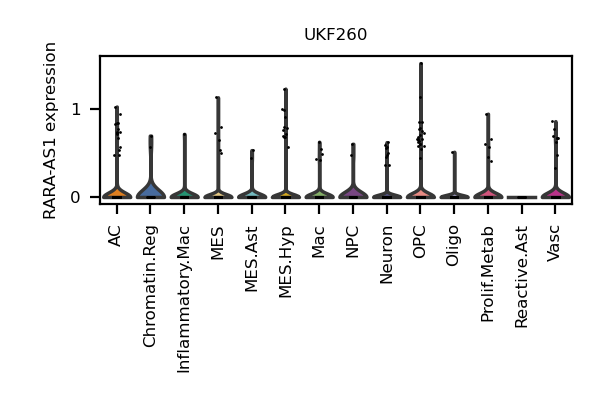 UKF260
RARA-AS1 expression
1
0
AC
Chromatin.Reg
Inflammatory.Mac
MES
MES.Ast
MES.Hyp
Mac
NPC
Neuron
OPC
Oligo
Prolif.Metab
Reactive.Ast
Vasc